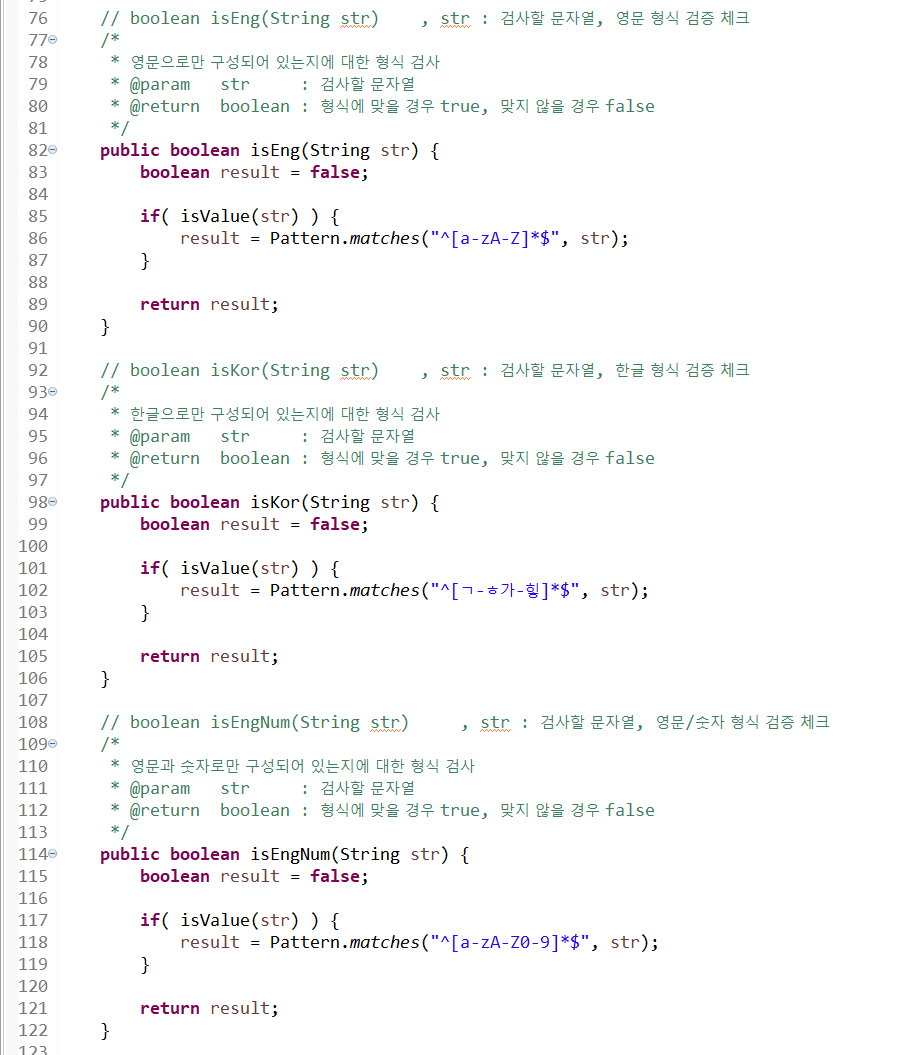 76 // boolean isEng(String str)    , str : 검사할 문자열, 영문 형식 검증 체크
77 /*
78  * 영문으로만 구성되어 있는지에 대한 형식 검사
79  * @param   str     : 검사할 문자열
80  * @return  boolean : 형식에 맞을 경우 true, 맞지 않을 경우 false
81  */
82 public boolean isEng(String str) {
83     boolean result = false;
84
85     if( isValue(str) ) {
86         result = Pattern.matches("^[a-zA-Z]*$", str);
87     }
88
89     return result;
90 }
91
92 // boolean isKor(String str)    , str : 검사할 문자열, 한글 형식 검증 체크
93 /*
94  * 한글으로만 구성되어 있는지에 대한 형식 검사
95  * @param   str     : 검사할 문자열
96  * @return  boolean : 형식에 맞을 경우 true, 맞지 않을 경우 false
97  */
98 public boolean isKor(String str) {
99     boolean result = false;
100
101     if( isValue(str) ) {
102         result = Pattern.matches("^[ㄱ-ㅎ가-힣]*$", str);
103     }
104
105     return result;
106 }
107
108 // boolean isEngNum(String str)     , str : 검사할 문자열, 영문/숫자 형식 검증 체크
109 /*
110  * 영문과 숫자로만 구성되어 있는지에 대한 형식 검사
111  * @param   str     : 검사할 문자열
112  * @return  boolean : 형식에 맞을 경우 true, 맞지 않을 경우 false
113  */
114 public boolean isEngNum(String str) {
115     boolean result = false;
116
117     if( isValue(str) ) {
118         result = Pattern.matches("^[a-zA-Z0-9]*$", str);
119     }
120
121     return result;
122 }
123